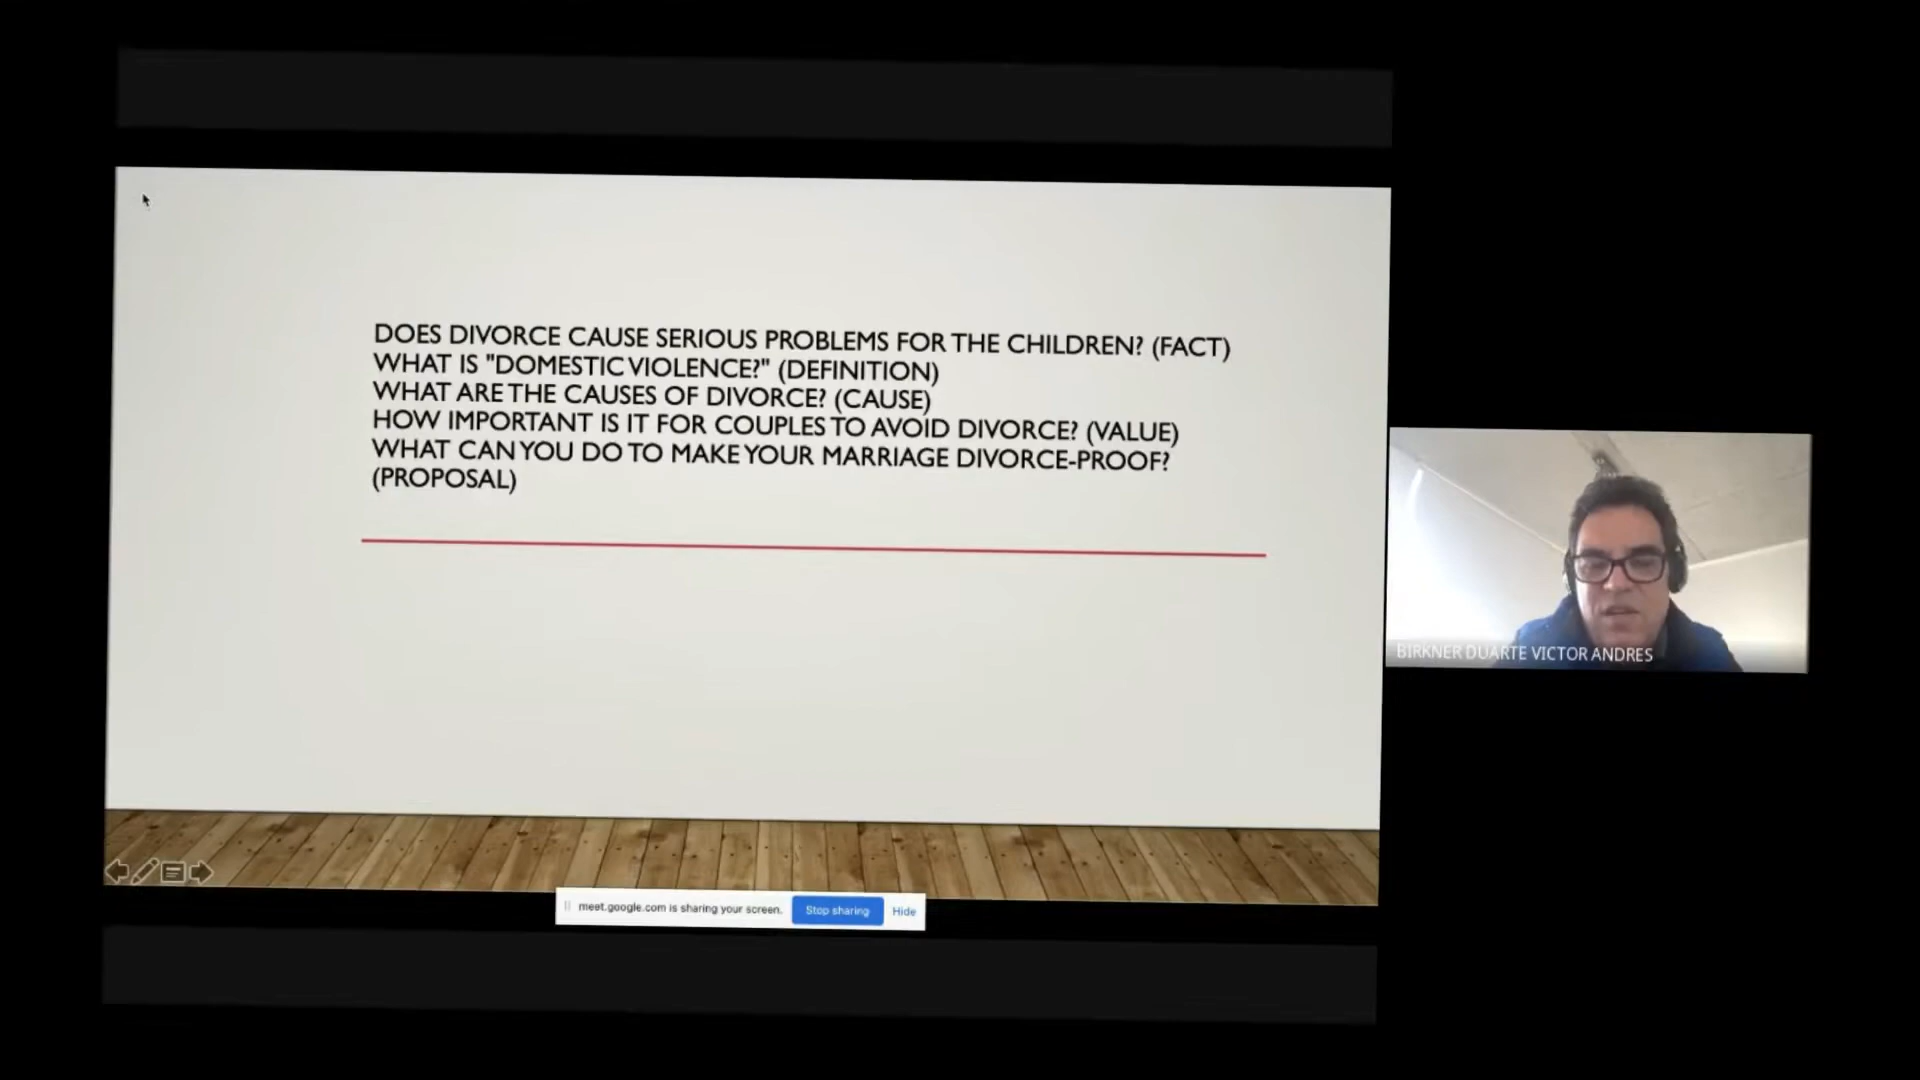 DOES DIVORCE CAUSE SERIOUS PROBLEMS FOR THE CHILDREN? (FACT)
WHAT IS "DOMESTIC VIOLENCE?" (DEFINITION)
WHAT ARE THE CAUSES OF DIVORCE? (CAUSE)
HOW IMPORTANT IS IT FOR COUPLES TO AVOID DIVORCE? (VALUE)
WHAT CAN YOU DO TO MAKE YOUR MARRIAGE DIVORCE-PROOF?
(PROPOSAL)
BIRKNER DUARTE VICTOR ANDRES
meet.google.com is sharing your screen. Stop sharing Hide